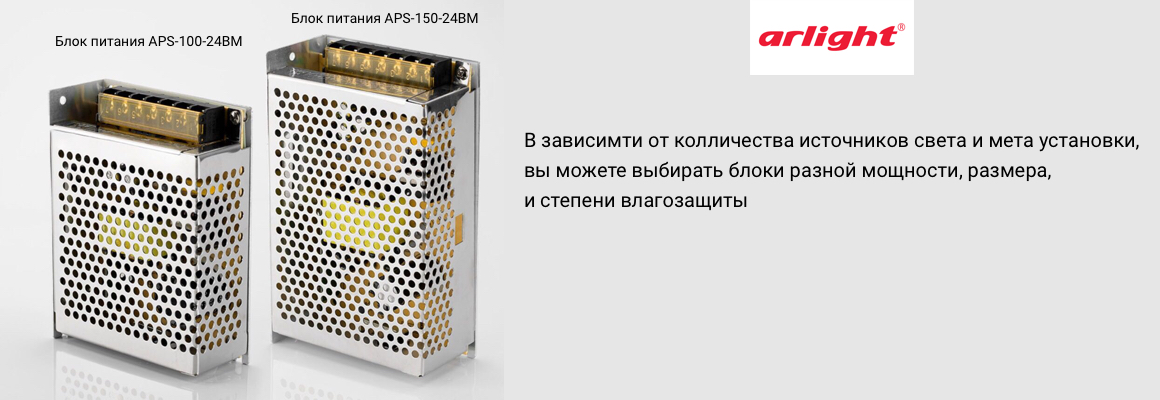 Блок питания APS-150-24BM
Блок питания APS-100-24BM
arlight®
В зависимти от колличества источников света и мета установки,
вы можете выбирать блоки разной мощности, размера,
и степени влагозащиты